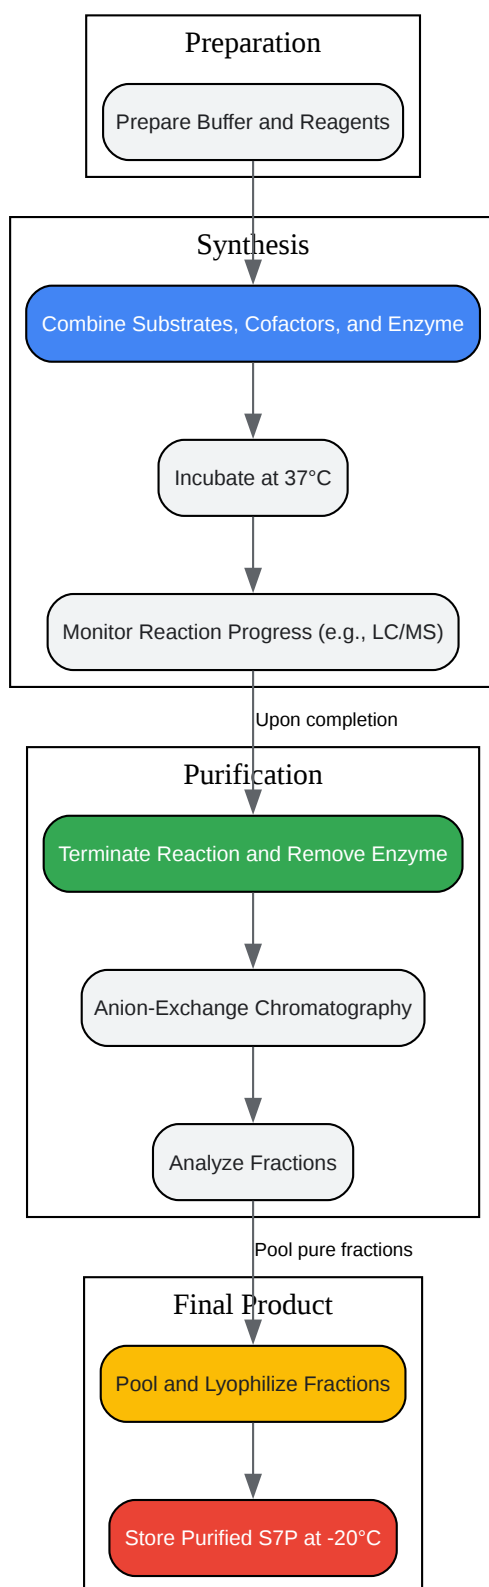 Preparation
Prepare Buffer and Reagents
Synthesis
Combine Substrates, Cofactors, and Enzyme
Incubate at 37°C
Monitor Reaction Progress (e.g., LC/MS)
Upon completion
Purification
Terminate Reaction and Remove Enzyme
Anion-Exchange Chromatography
Analyze Fractions
Pool pure fractions
Final Product
Pool and Lyophilize Fractions
Store Purified S7P at -20°C